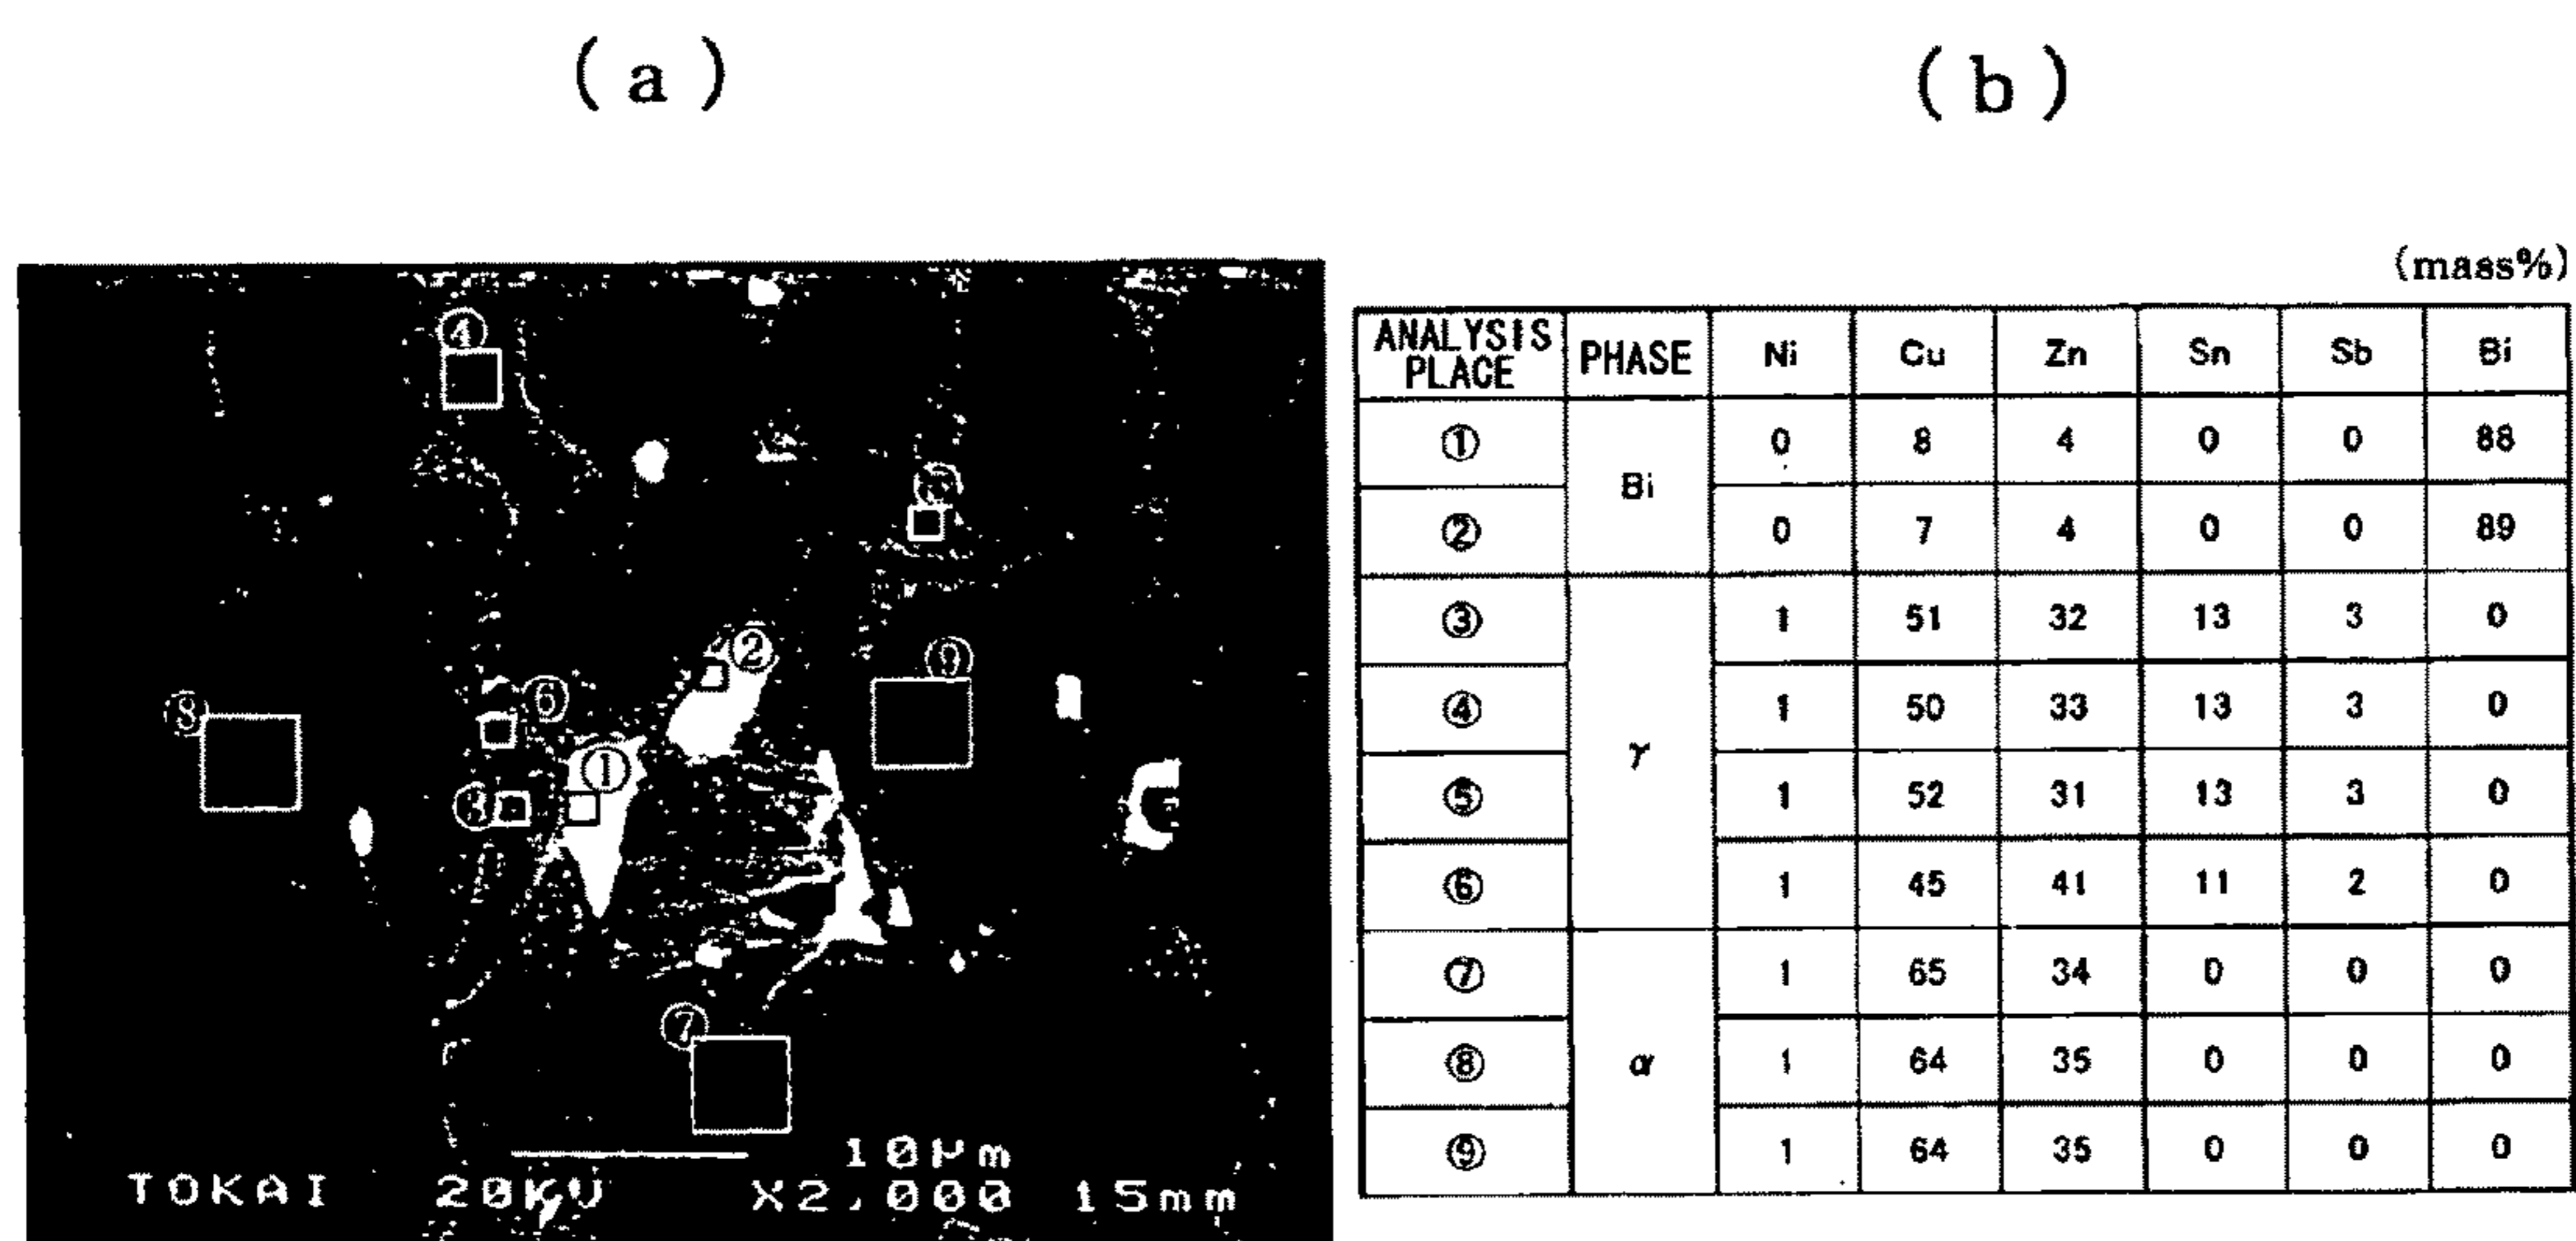 (a)
(b)
④
②
⑨
⑥
⑧
①
⑦
10μm
TOKAI 20KV X2,000 15mm
(mass%)
ANALYSIS PLACE PHASE Ni Cu Zn Sn Sb Bi
① Bi 0 8 4 0 0 88
② 0 7 4 0 0 89
③ γ 1 51 32 13 3 0
④ 1 50 33 13 3 0
⑤ 1 52 31 13 3 0
⑥ 1 45 41 11 2 0
⑦ α 1 65 34 0 0 0
⑧ 1 64 35 0 0 0
⑨ 1 64 35 0 0 0